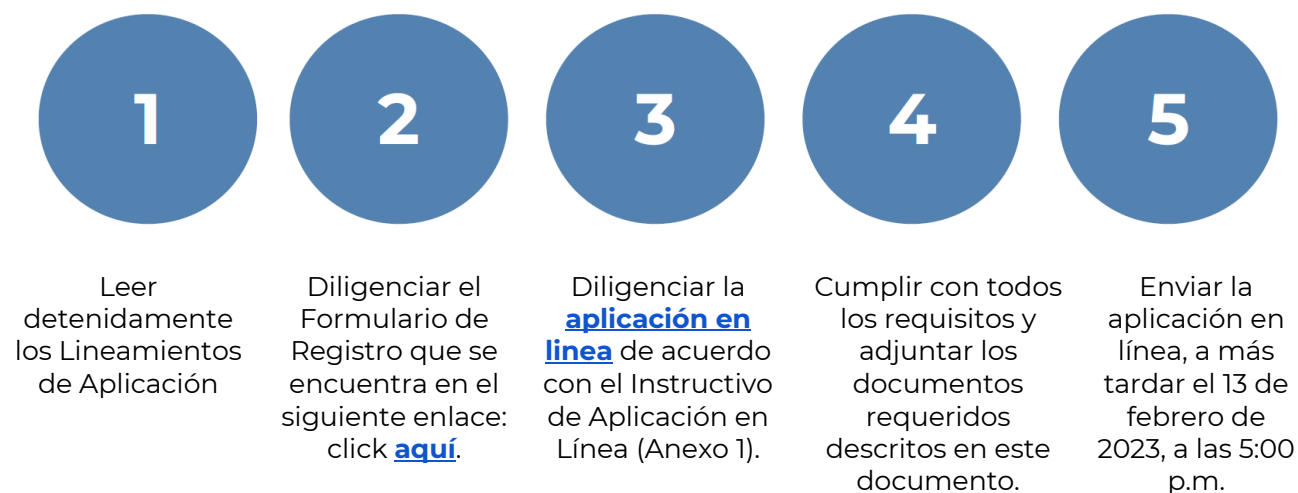 1
Leer
detenidamente
los Lineamientos
de Aplicación
2
Diligenciar el
Formulario de
Registro que se
encuentra en el
siguiente enlace:
click aquí.
3
Diligenciar la
aplicación en
linea de acuerdo
con el Instructivo
de Aplicación en
Línea (Anexo 1).
4
Cumplir con todos
los requisitos y
adjuntar los
documentos
requeridos
descritos en este
documento.
5
Enviar la
aplicación en
línea, a más
tardar el 13 de
febrero de
2023, a las 5:00
p.m.